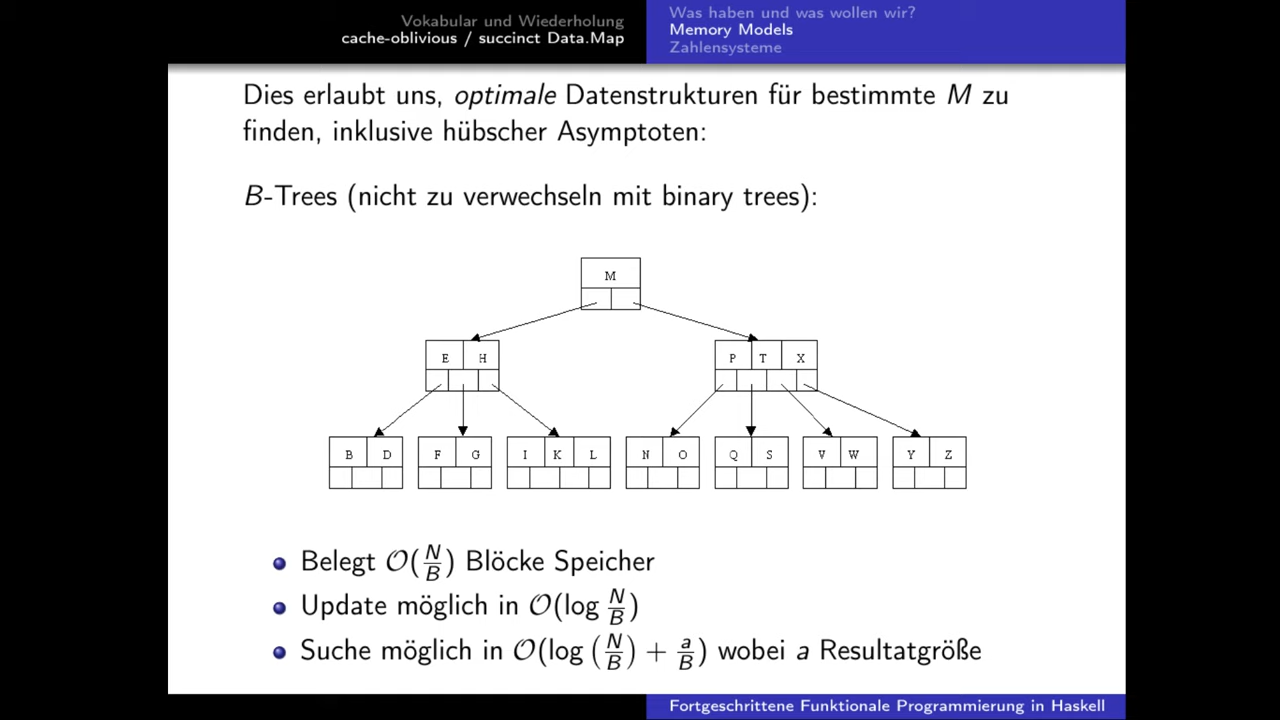 Vokabular und Wiederholung
cache-oblivious / succinct Data.Map
Was haben und was wollen wir?
Memory Models
Zahlensysteme
Dies erlaubt uns, optimale Datenstrukturen für bestimmte M zu
finden, inklusive hübscher Asymptoten:
B-Trees (nicht zu verwechseln mit binary trees):
M
E H
P T X
B D
F G
I K L
N O
Q S
V W
Y Z
Belegt O(N/B) Blöcke Speicher
Update möglich in O(log N/B)
Suche möglich in O(log (N/B) + a/B) wobei a Resultatgröße
Fortgeschrittene Funktionale Programmierung in Haskell